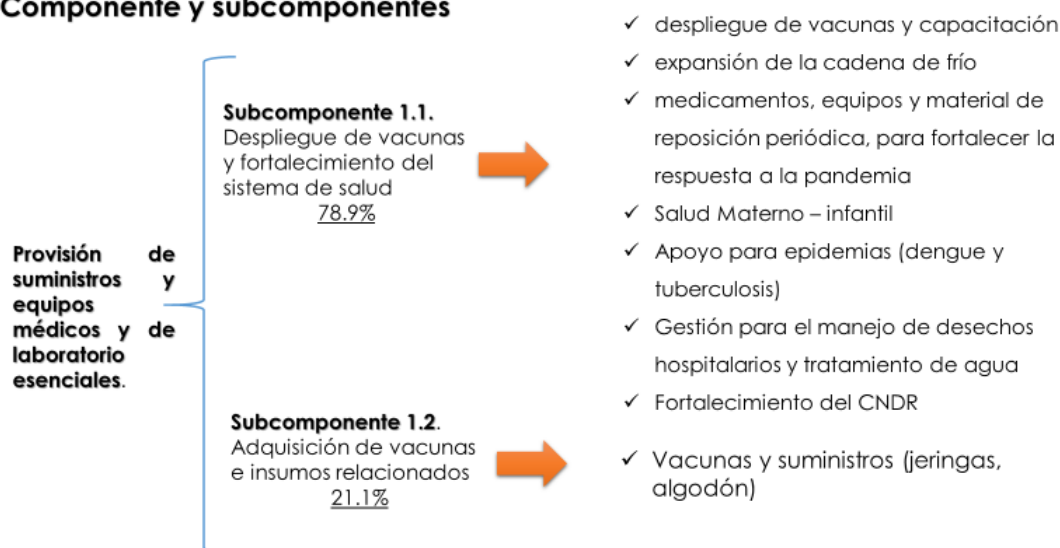 Componente y subcomponentes
Provisión de
suministros y
equipos
médicos y de
laboratorio
esenciales.
Subcomponente 1.1.
Despliegue de vacunas
y fortalecimiento del
sistema de salud
78.9%
✓ despliegue de vacunas y capacitación
✓ expansión de la cadena de frío
✓ medicamentos, equipos y material de
reposición periódica, para fortalecer la
respuesta a la pandemia
✓ Salud Materno – infantil
✓ Apoyo para epidemias (dengue y
tuberculosis)
✓ Gestión para el manejo de desechos
hospitalarios y tratamiento de agua
✓ Fortalecimiento del CNDR
Subcomponente 1.2.
Adquisición de vacunas
e insumos relacionados
21.1%
✓ Vacunas y suministros (jeringas,
algodón)